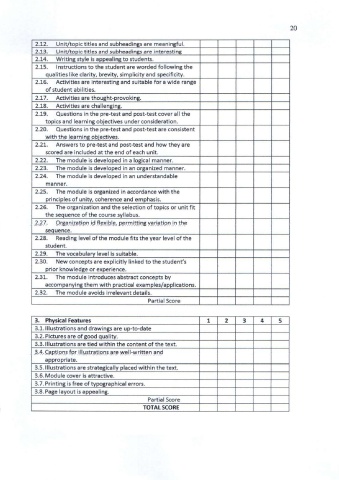 20
2.12. Unit/topic titles and subheadings are meaningful.
2.13. Unit/topic titles and subheadings are interesting
2.14. Writing style is appealing to students.
2.15. Instructions to the student are worded following the
qualities like clarity, brevity, simplicity and specificity.
2.16. Activities are interesting and suitable for a wide range
of student abilities.
2.17. Activities are thought-provoking.
2.18. Activities are challenging.
2.19. Questions in the pre-test and post-test cover all the
topics and learning objectives under consideration.
2.20. Questions in the pre-test and post-test are consistent
with the learning objectives.
2.21. Answers to pre-test and post-test and how they are
scored are included at the end of each unit.
2.22. The module is developed in a logical manner.
2.23. The module is developed in an organized manner.
2.24. The module is developed in an understandable
manner.
2.25. The module is organized in accordance with the
principles of unity, coherence and emphasis.
2.26. The organization and the selection of topics or unit fit
the sequence of the course syllabus.
2.27. Organization id flexible, permitting variation in the
sequence.
2.28. Reading level of the module fits the year level of the
student.
2.29. The vocabulary level is suitable.
2.30. New concepts are explicitly linked to the student's
prior knowledge or experience.
2.31. The module introduces abstract concepts by
accompanying them with practical examples/applications.
2.32. The module avoids irrelevant details.
Partial Score
3. Physical Features 1 2 3 4 5
3.1. Illustrations and drawings are up-to-date
3.2. Pictures are of good quality.
3.3. Illustrations are tied within the content of the text.
3.4. Captions for illustrations are well-written and
appropriate.
3.5. Illustrations are strategically placed within the text.
3.6. Module cover is attractive.
3.7. Printing is free of typographical errors.
3.8. Page layout is appealing.
Partial Score
TOTAL SCORE